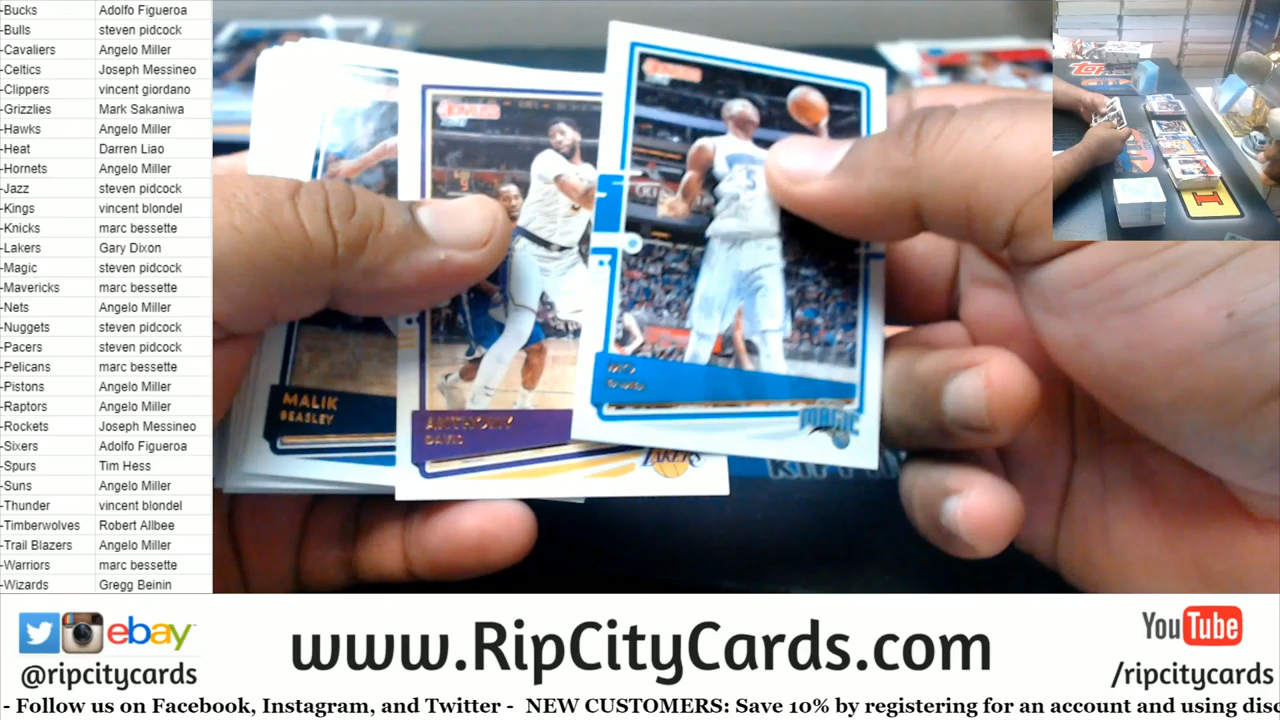 -Bucks Adolfo Figueroa
-Bulls steven pidcock
-Cavaliers Angelo Miller
-Celtics Joseph Messineo
-Clippers vincent giordano
-Grizzlies Mark Sakaniwa
-Hawks Angelo Miller
-Heat Darren Liao
-Hornets Angelo Miller
-Jazz steven pidcock
-Kings vincent blondel
-Knicks marc bessette
-Lakers Gary Dixon
-Magic steven pidcock
-Mavericks marc bessette
-Nets Angelo Miller
-Nuggets steven pidcock
-Pacers steven pidcock
-Pelicans marc bessette
-Pistons Angelo Miller
-Raptors Angelo Miller
-Rockets Joseph Messineo
-Sixers Adolfo Figueroa
-Spurs Tim Hess
-Suns Angelo Miller
-Thunder vincent blondel
-Timberwolves Robert Allbee
-Trail Blazers Angelo Miller
-Warriors marc bessette
-Wizards Gregg Beinin
MALIK
BEASLEY
ANTHONY
DAVIS
LAKERS
MAGIC
ebay
@ripcitycards
www.RipCityCards.com
YouTube
/ripcitycards
- Follow us on Facebook, Instagram, and Twitter - NEW CUSTOMERS: Save 10% by registering for an account and using disc